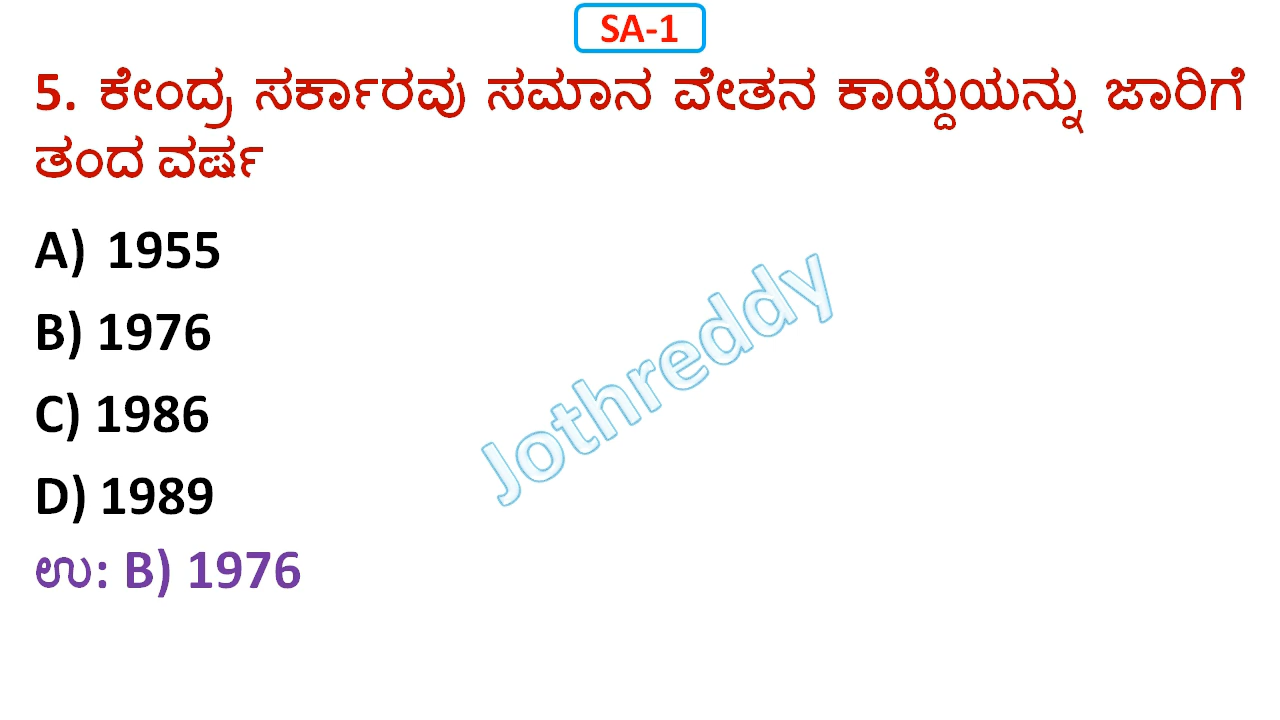 SA-1
5. ಕೇಂದ್ರ ಸರ್ಕಾರವು ಸಮಾನ ವೇತನ ಕಾಯ್ದೆಯನ್ನು ಜಾರಿಗೆ
ತಂದ ವರ್ಷ
A) 1955
B) 1976
C) 1986
D) 1989
ಉ: B) 1976
Jothreddy